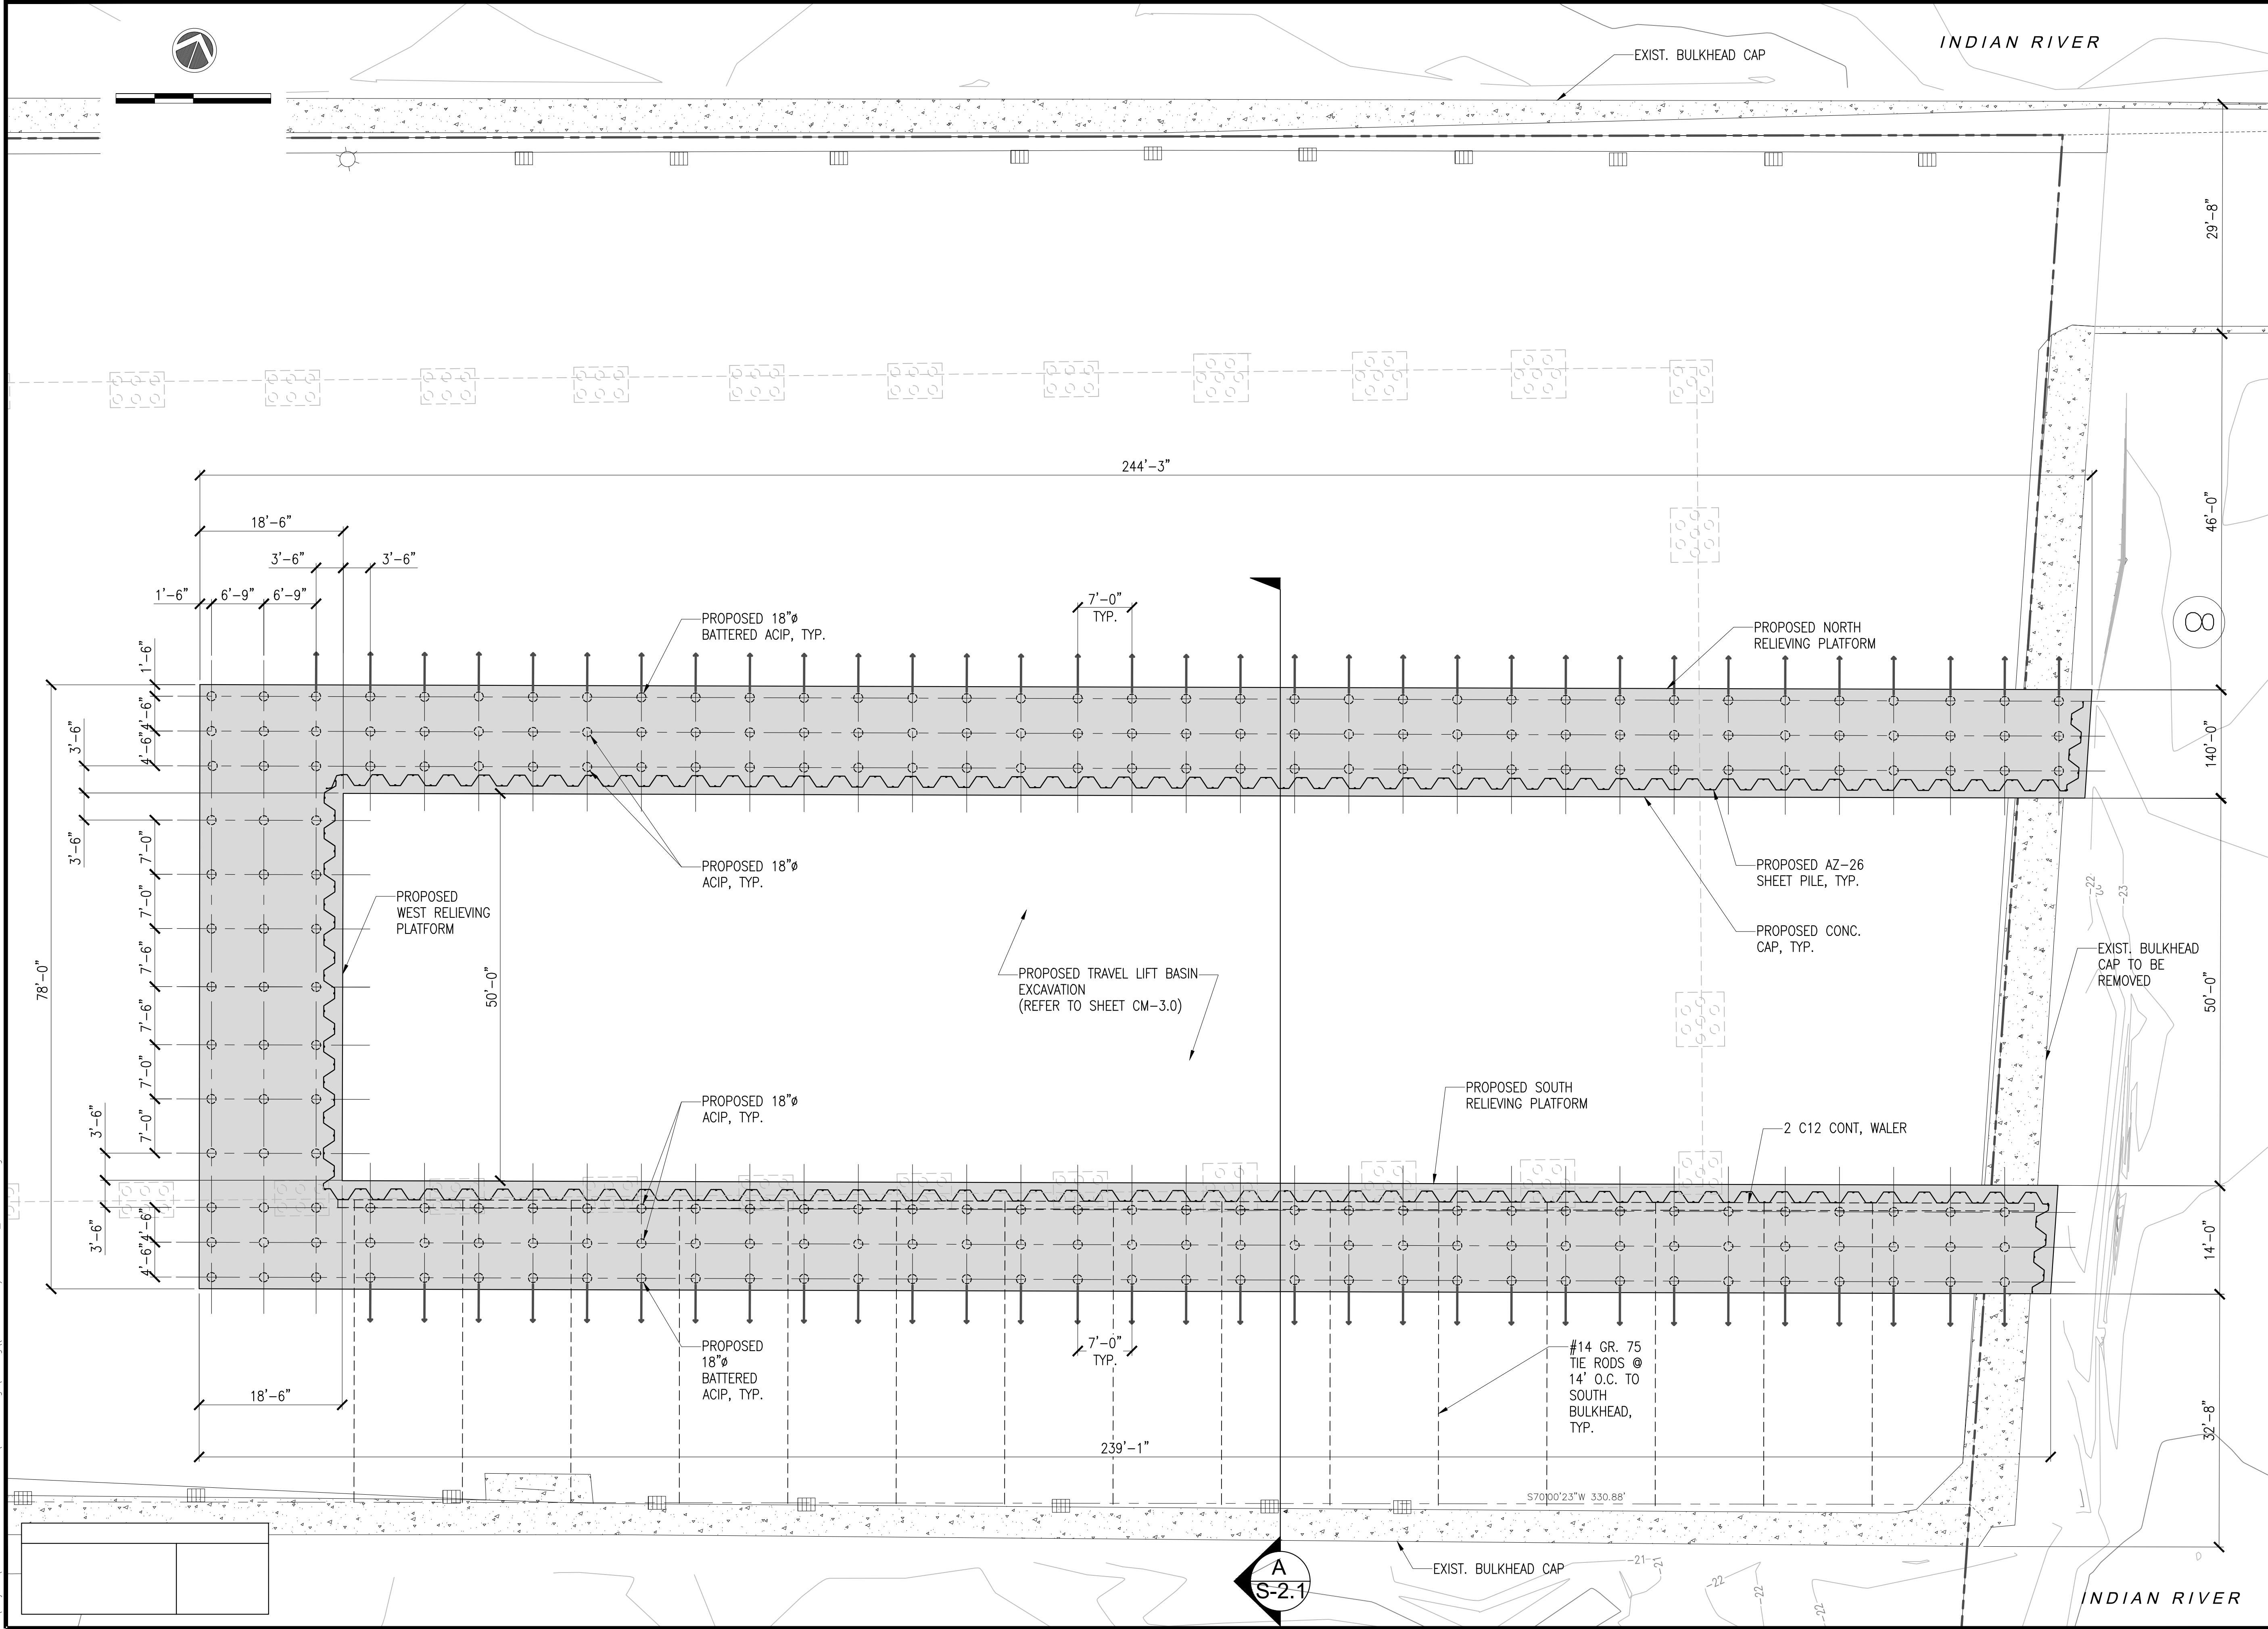 INDIAN RIVER
EXIST. BULKHEAD CAP
29'-8"
244'-3"
46'-0"
18'-6"
3'-6"
3'-6"
1'-6"
6'-9"
6'-9"
7'-0"
TYP.
PROPOSED 18"ø
BATTERED ACIP, TYP.
PROPOSED NORTH
RELIEVING PLATFORM
8
1'-6"
4'-6"
4'-6"
3'-6"
3'-6"
140'-0"
7'-0"
7'-0"
7'-6"
7'-6"
7'-0"
7'-0"
78'-0"
PROPOSED 18"ø
ACIP, TYP.
PROPOSED AZ-26
SHEET PILE, TYP.
PROPOSED
WEST RELIEVING
PLATFORM
-22
-23
PROPOSED CONC.
CAP, TYP.
EXIST. BULKHEAD
CAP TO BE
REMOVED
50'-0"
PROPOSED TRAVEL LIFT BASIN
EXCAVATION
(REFER TO SHEET CM-3.0)
50'-0"
PROPOSED 18"ø
ACIP, TYP.
PROPOSED SOUTH
RELIEVING PLATFORM
2 C12 CONT, WALER
3'-6"
3'-6"
4'-6"
4'-6"
14'-0"
PROPOSED
18"ø
BATTERED
ACIP, TYP.
7'-0"
TYP.
#14 GR. 75
TIE RODS @
14' O.C. TO
SOUTH
BULKHEAD,
TYP.
18'-6"
32'-8"
239'-1"
S70°00'23"W 330.88'
A
S-2.1
EXIST. BULKHEAD CAP
-21
-21
-22
-22
-22
INDIAN RIVER